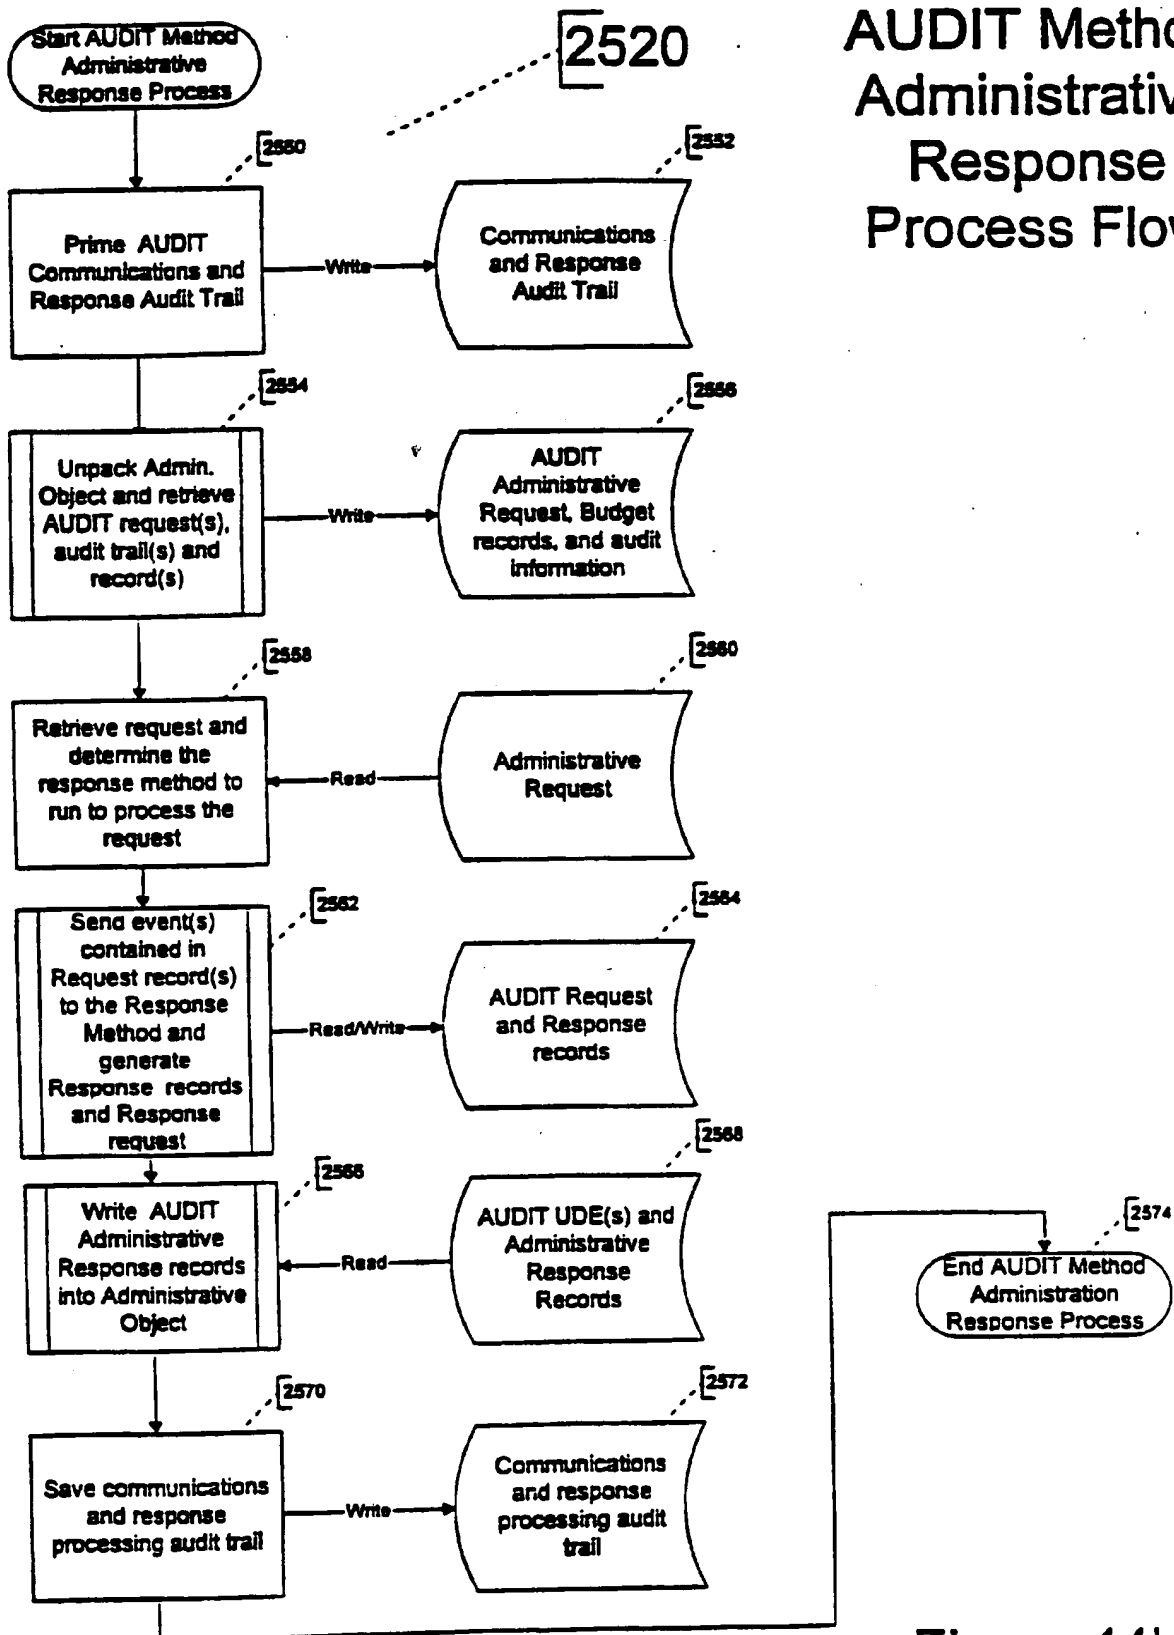 Start AUDIT Method
Administrative
Response Process
2520
AUDIT Metho
Administrativ
Response
Process Flo
2550
Prime AUDIT
Communications and
Response Audit Trail
Write
2552
Communications
and Response
Audit Trail
2554
Unpack Admin.
Object and retrieve
AUDIT request(s),
audit trail(s) and
record(s)
Write
2556
AUDIT
Administrative
Request, Budget
records, and audit
information
2558
Retrieve request and
determine the
response method to
run to process the
request
Read
2560
Administrative
Request
2562
Send event(s)
contained in
Request record(s)
to the Response
Method and
generate
Response records
and Response
request
Read/Write
2564
AUDIT Request
and Response
records
2566
Write AUDIT
Administrative
Response records
into Administrative
Object
Read
2568
AUDIT UDE(s) and
Administrative
Response
Records
2570
Save communications
and response
processing audit trail
Write
2572
Communications
and response
processing audit
trail
2574
End AUDIT Method
Administration
Response Process